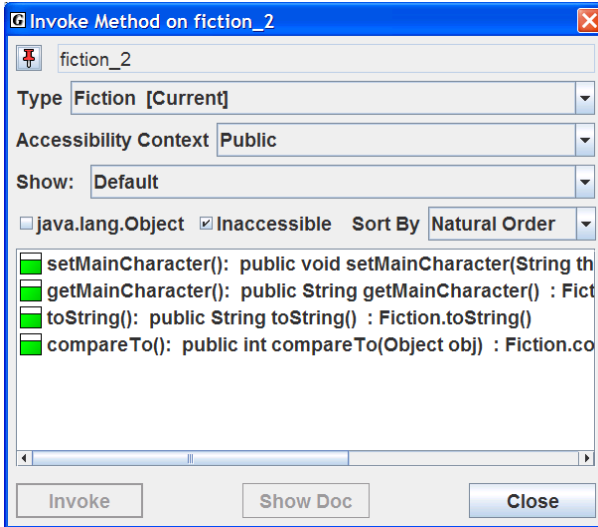 G Invoke Method on fiction_2
fiction_2
Type Fiction [Current]
Accessibility Context Public
Show: Default
java.lang.Object Inaccessible Sort By Natural Order
setMainCharacter(): public void setMainCharacter(String th
getMainCharacter(): public String getMainCharacter() : Fict
toString(): public String toString() : Fiction.toString()
compareTo(): public int compareTo(Object obj) : Fiction.co
Invoke Show Doc Close